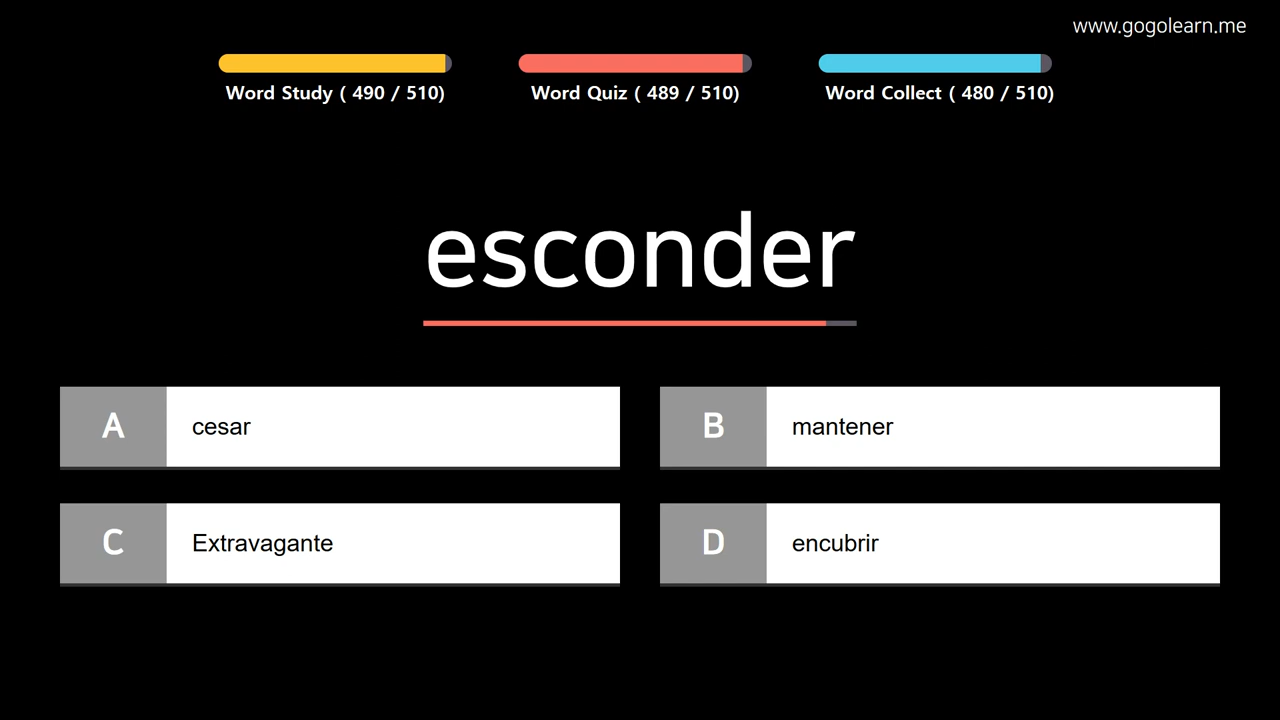 www.gogolearn.me
Word Study ( 490 / 510)
Word Quiz ( 489 / 510)
Word Collect ( 480 / 510)
esconder
A cesar
B mantener
C Extravagante
D encubrir